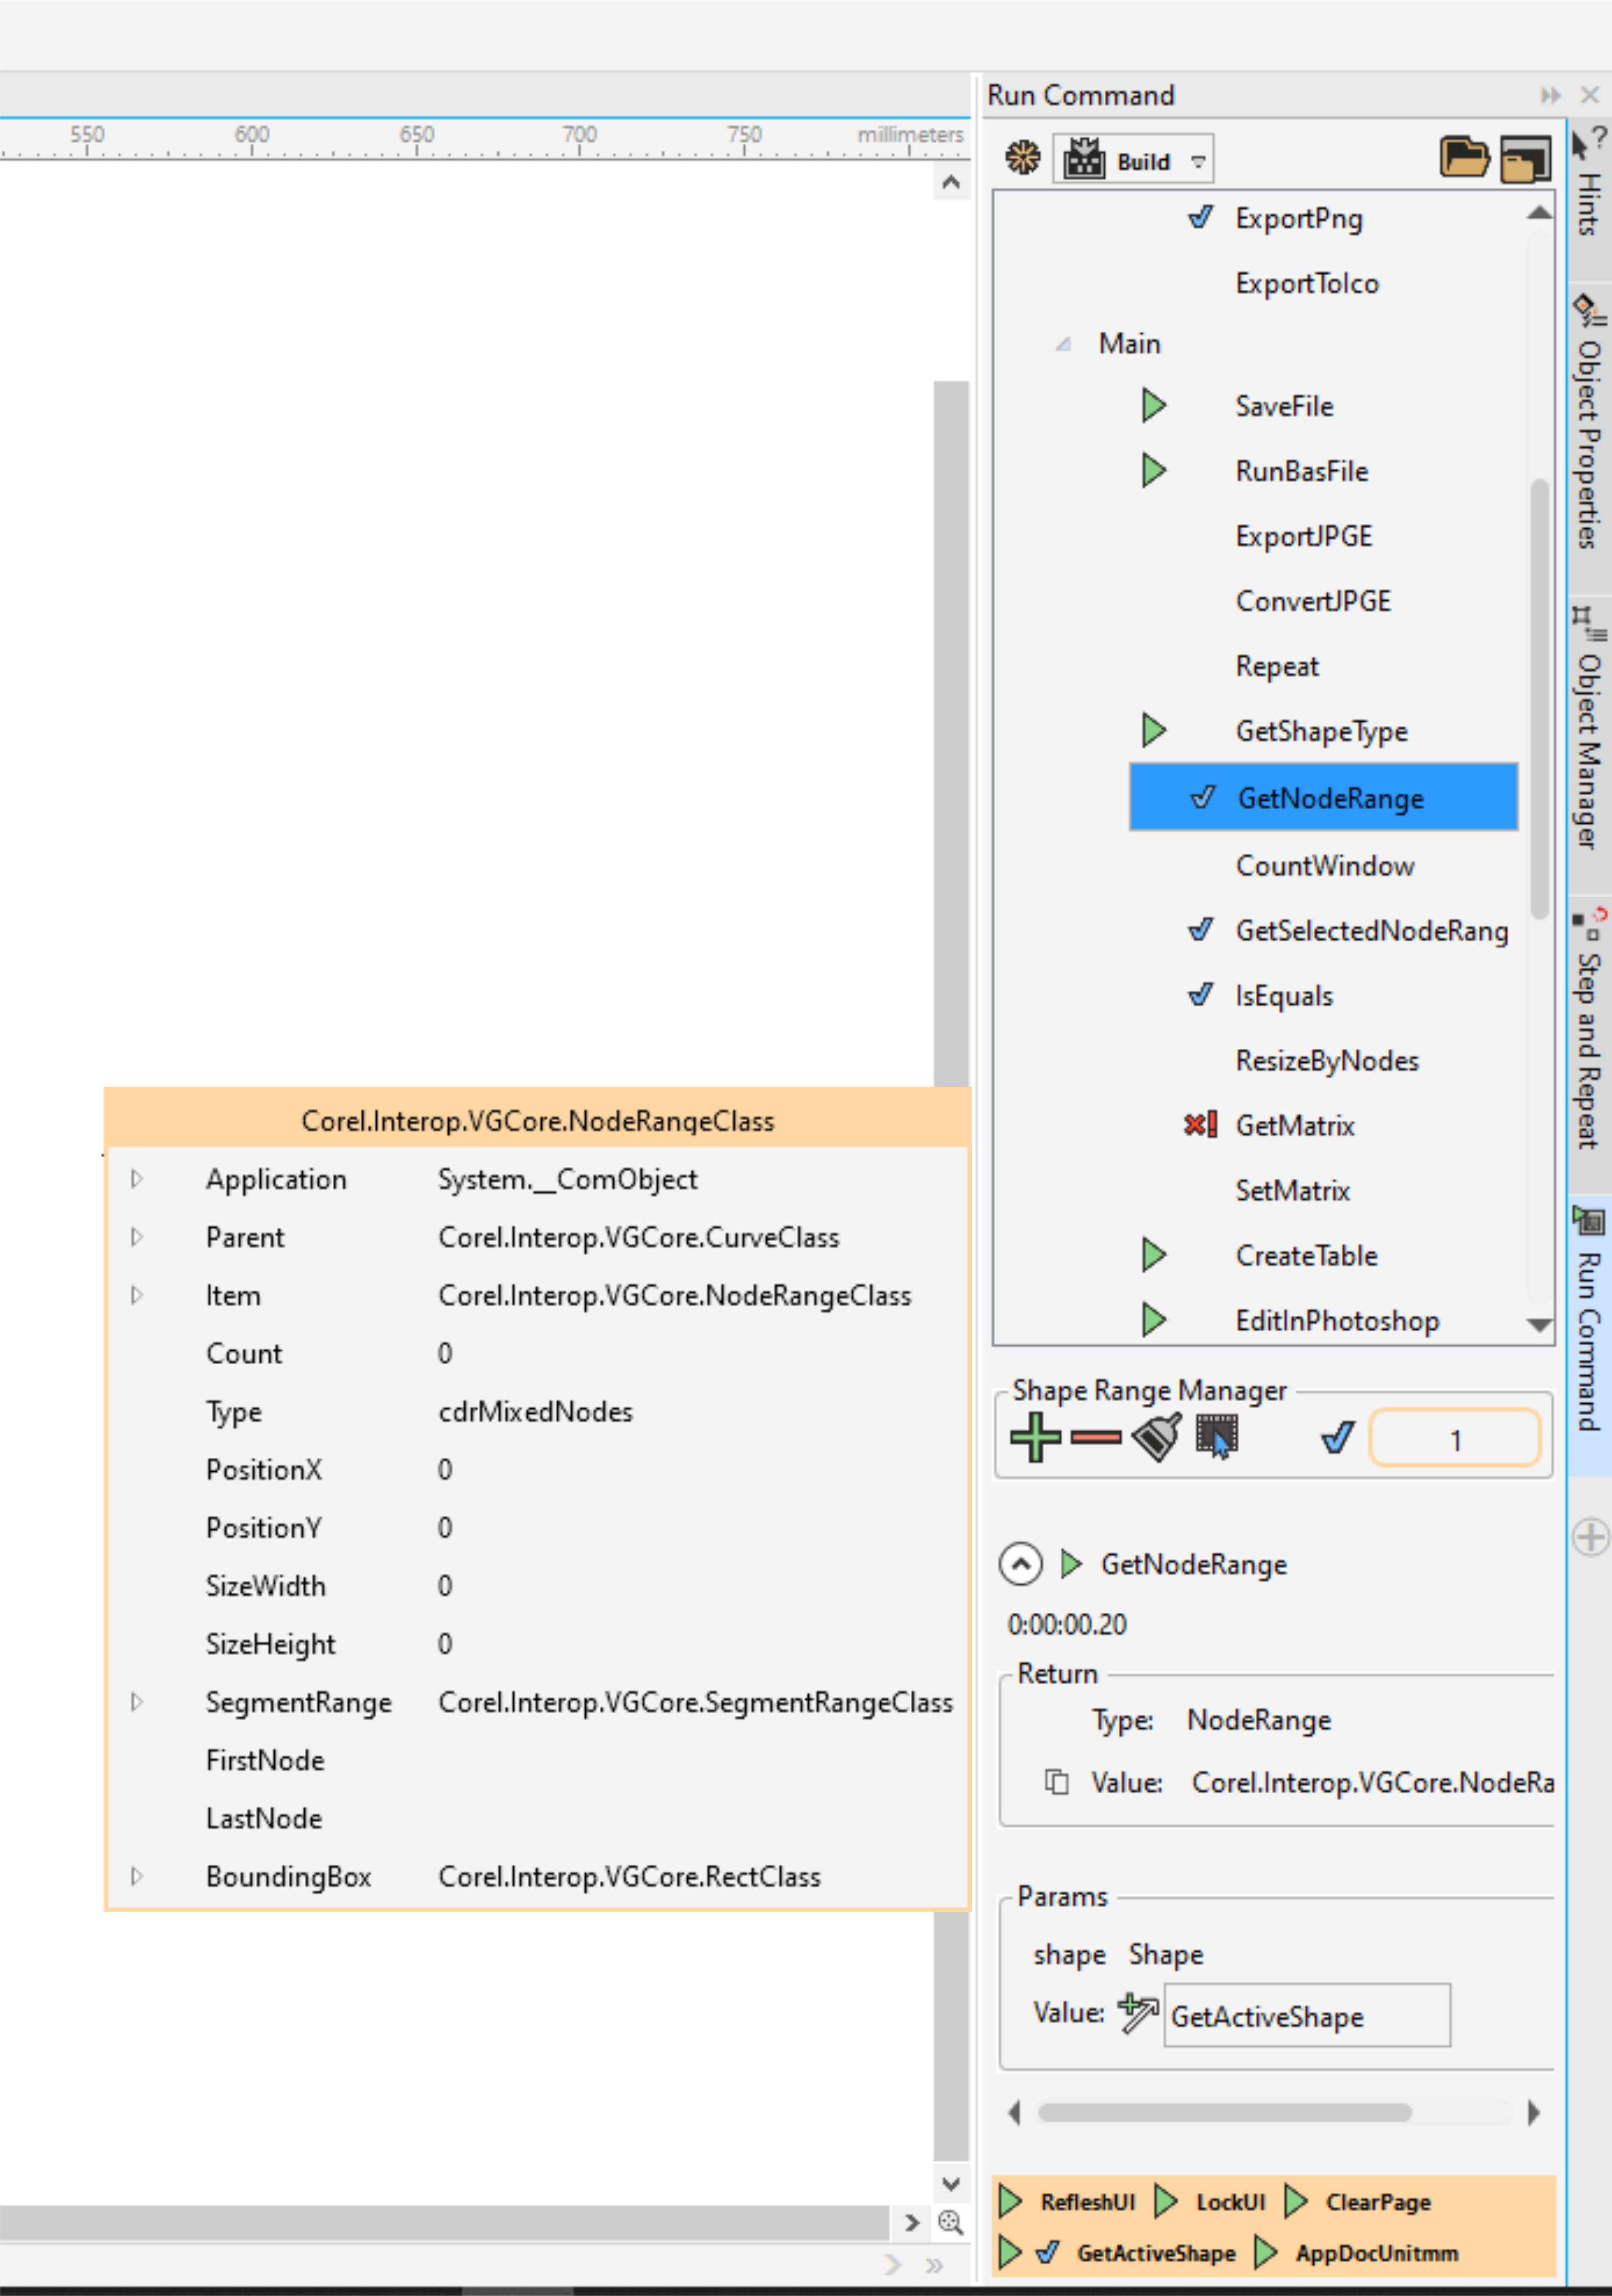 Run Command
550 600 650 700 750 millimeters
Build
ExportPng
ExportToIco
Main
SaveFile
RunBasFile
ExportJPGE
ConvertJPGE
Repeat
GetShapeType
GetNodeRange
CountWindow
GetSelectedNodeRang
IsEquals
ResizeByNodes
GetMatrix
SetMatrix
CreateTable
EditInPhotoshop
Corel.Interop.VGCore.NodeRangeClass
Application System.__ComObject
Parent Corel.Interop.VGCore.CurveClass
Item Corel.Interop.VGCore.NodeRangeClass
Count 0
Type cdrMixedNodes
PositionX 0
PositionY 0
SizeWidth 0
SizeHeight 0
SegmentRange Corel.Interop.VGCore.SegmentRangeClass
FirstNode
LastNode
BoundingBox Corel.Interop.VGCore.RectClass
Shape Range Manager
1
GetNodeRange
0:00:00.20
Return
Type: NodeRange
Value: Corel.Interop.VGCore.NodeRa
Params
shape Shape
Value: GetActiveShape
RefleshUI LockUI ClearPage
GetActiveShape AppDocUnitmm
Hints
Object Properties
Object Manager
Step and Repeat
Run Command